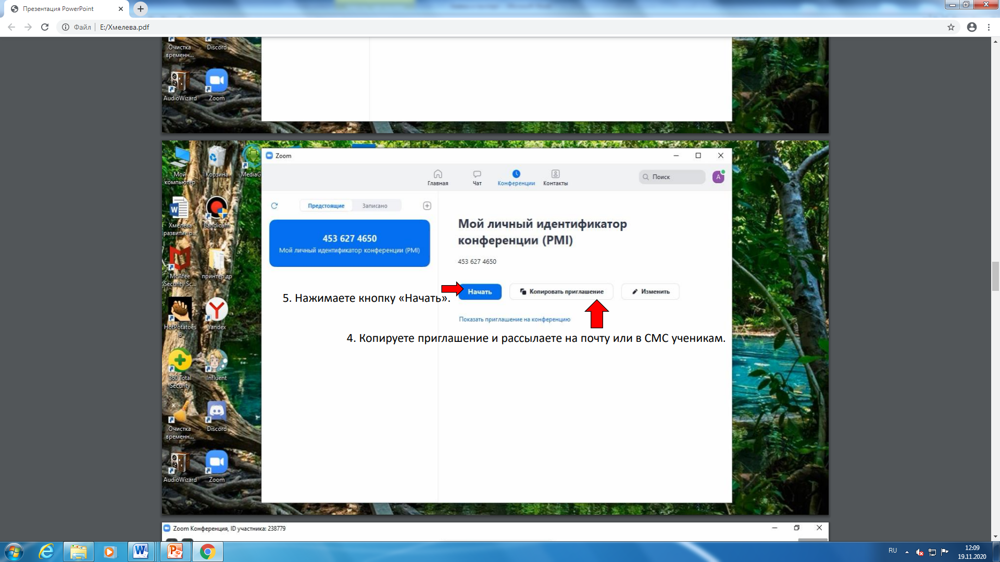 Презентация PowerPoint
Файл
E:/Хмелева.pdf
Очистка
временн...
Discord
AudioWizard
Zoom
Мой
компьютер
Корзина
MediaG
Хмелева
развитие р...
Bandicam
McAfee
Security Sc...
принтер др
HotPotatoes
6
Yandex
360 Total
Security
Influent
Очистка
временн...
Discord
AudioWizard
Zoom
Zoom
Главная
Чат
Конференции
Контакты
Поиск
A
Предстоящие
Записано
453 627 4650
Мой личный идентификатор конференции (PMI)
Мой личный идентификатор
конференции (PMI)
453 627 4650
Начать
Копировать приглашение
Изменить
5. Нажимаете кнопку «Начать».
Показать приглашение на конференцию
4. Копируете приглашение и рассылаете на почту или в СМС ученикам.
Zoom Конференция, ID участника: 238779
RU
12:09
19.11.2020